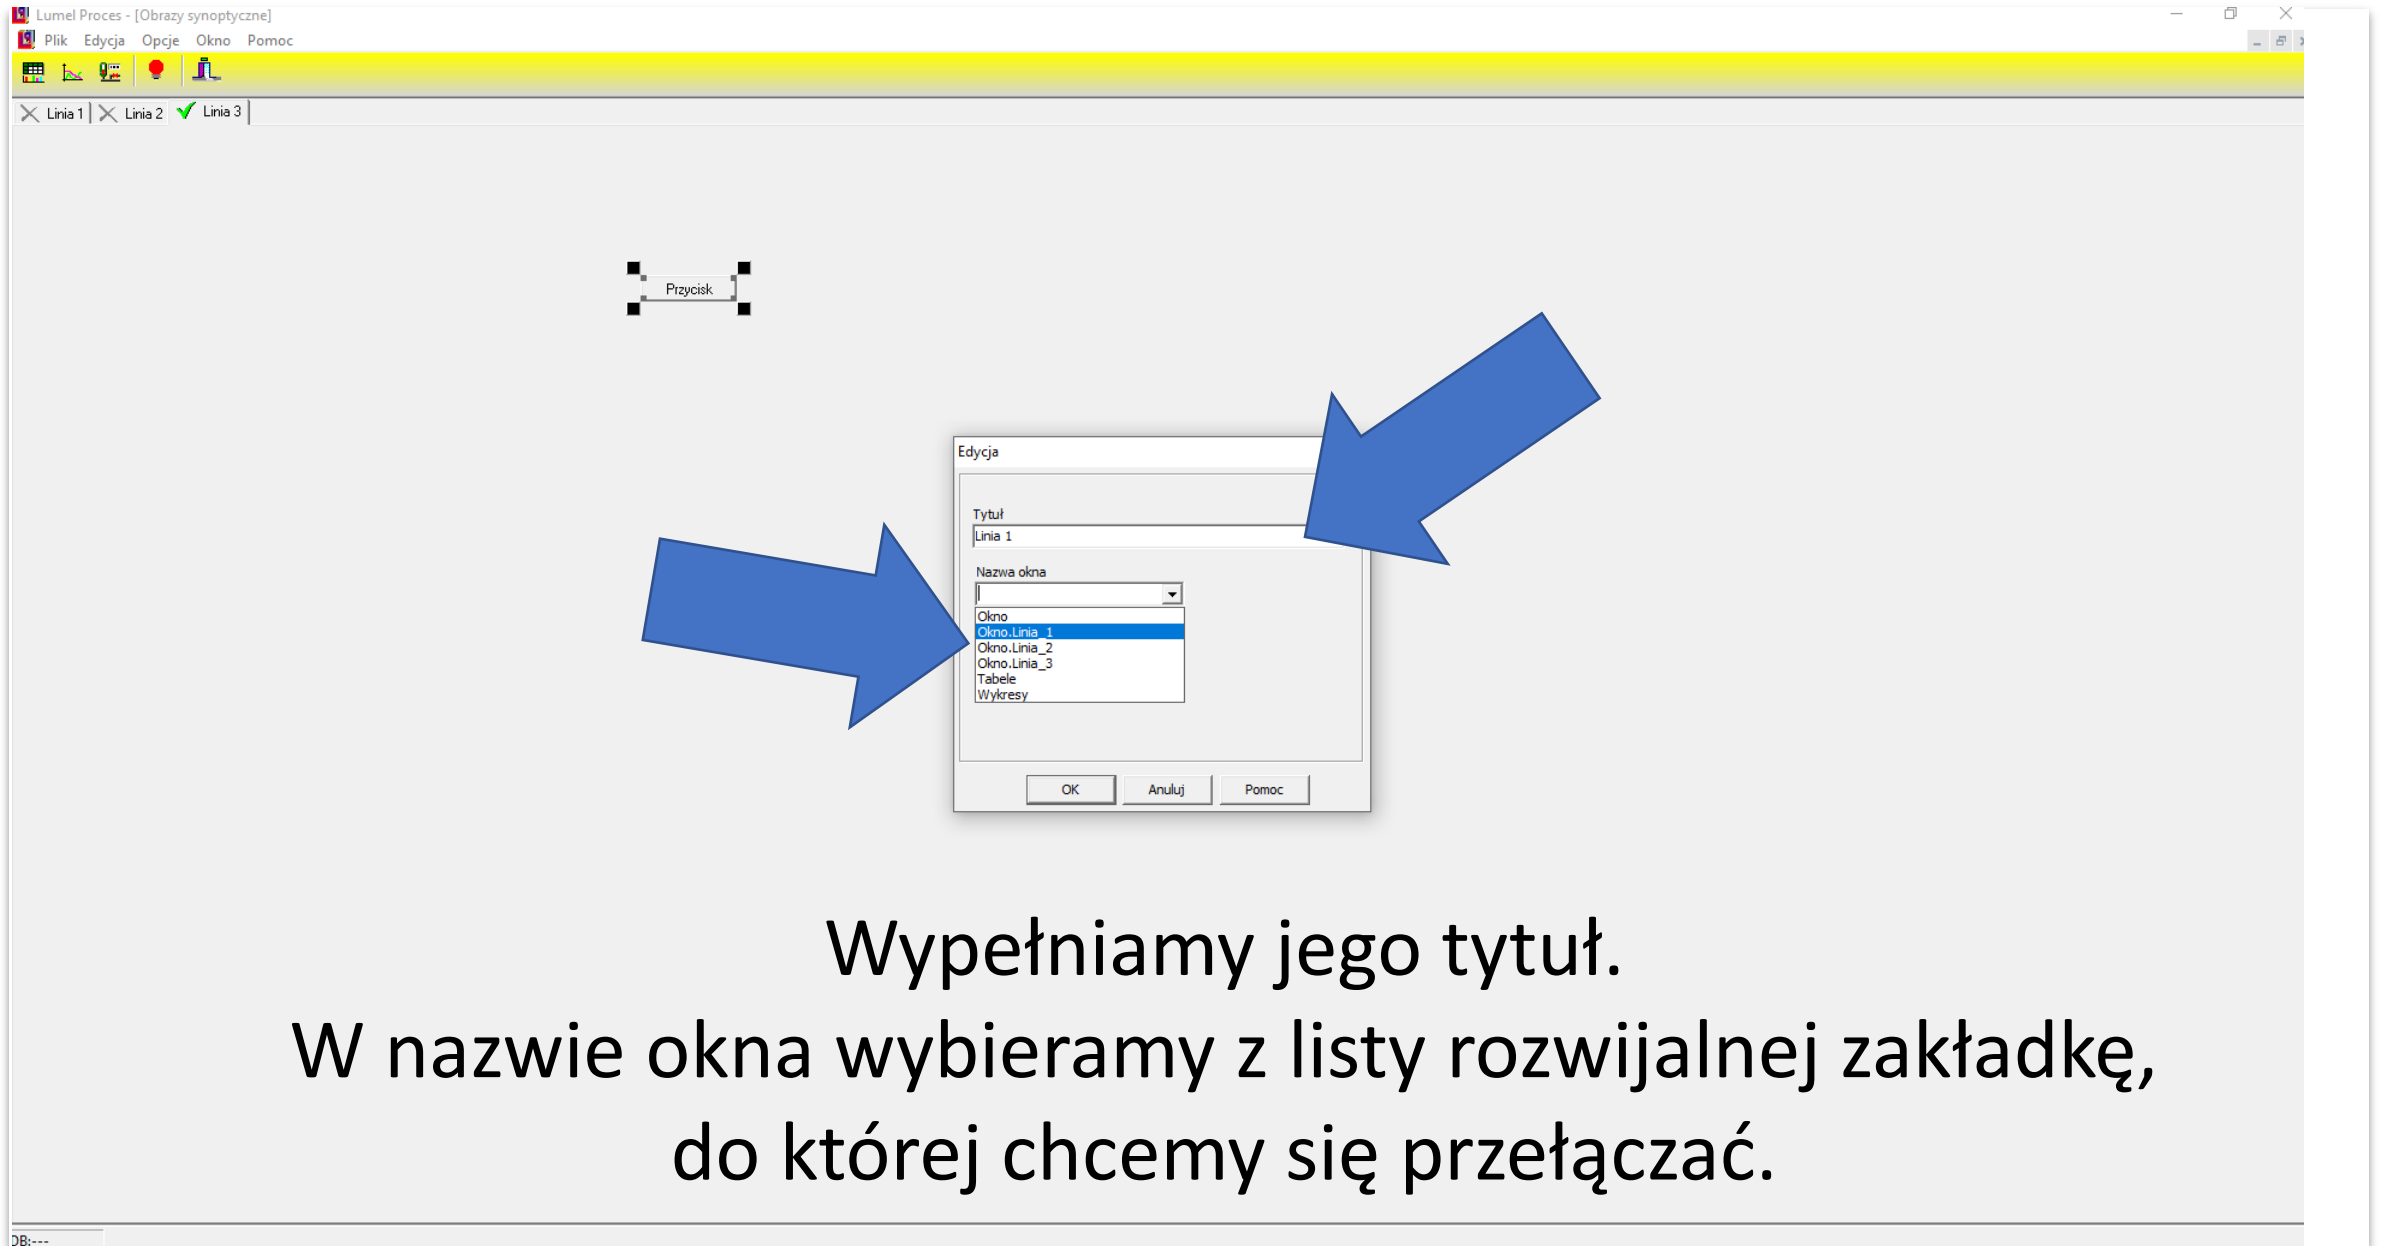 Lumel Proces - [Obrazy synoptyczne]
Plik Edycja Opcje Okno Pomoc
Linia 1 Linia 2 Linia 3
Przycisk
Edycja
Tytuł
Linia 1
Nazwa okna
Okno
Okno.Linia_1
Okno.Linia_2
Okno.Linia_3
Tabele
Wykresy
OK Anuluj Pomoc
Wypełniamy jego tytuł.
W nazwie okna wybieramy z listy rozwijalnej zakładkę,
do której chcemy się przełączać.
DB:---